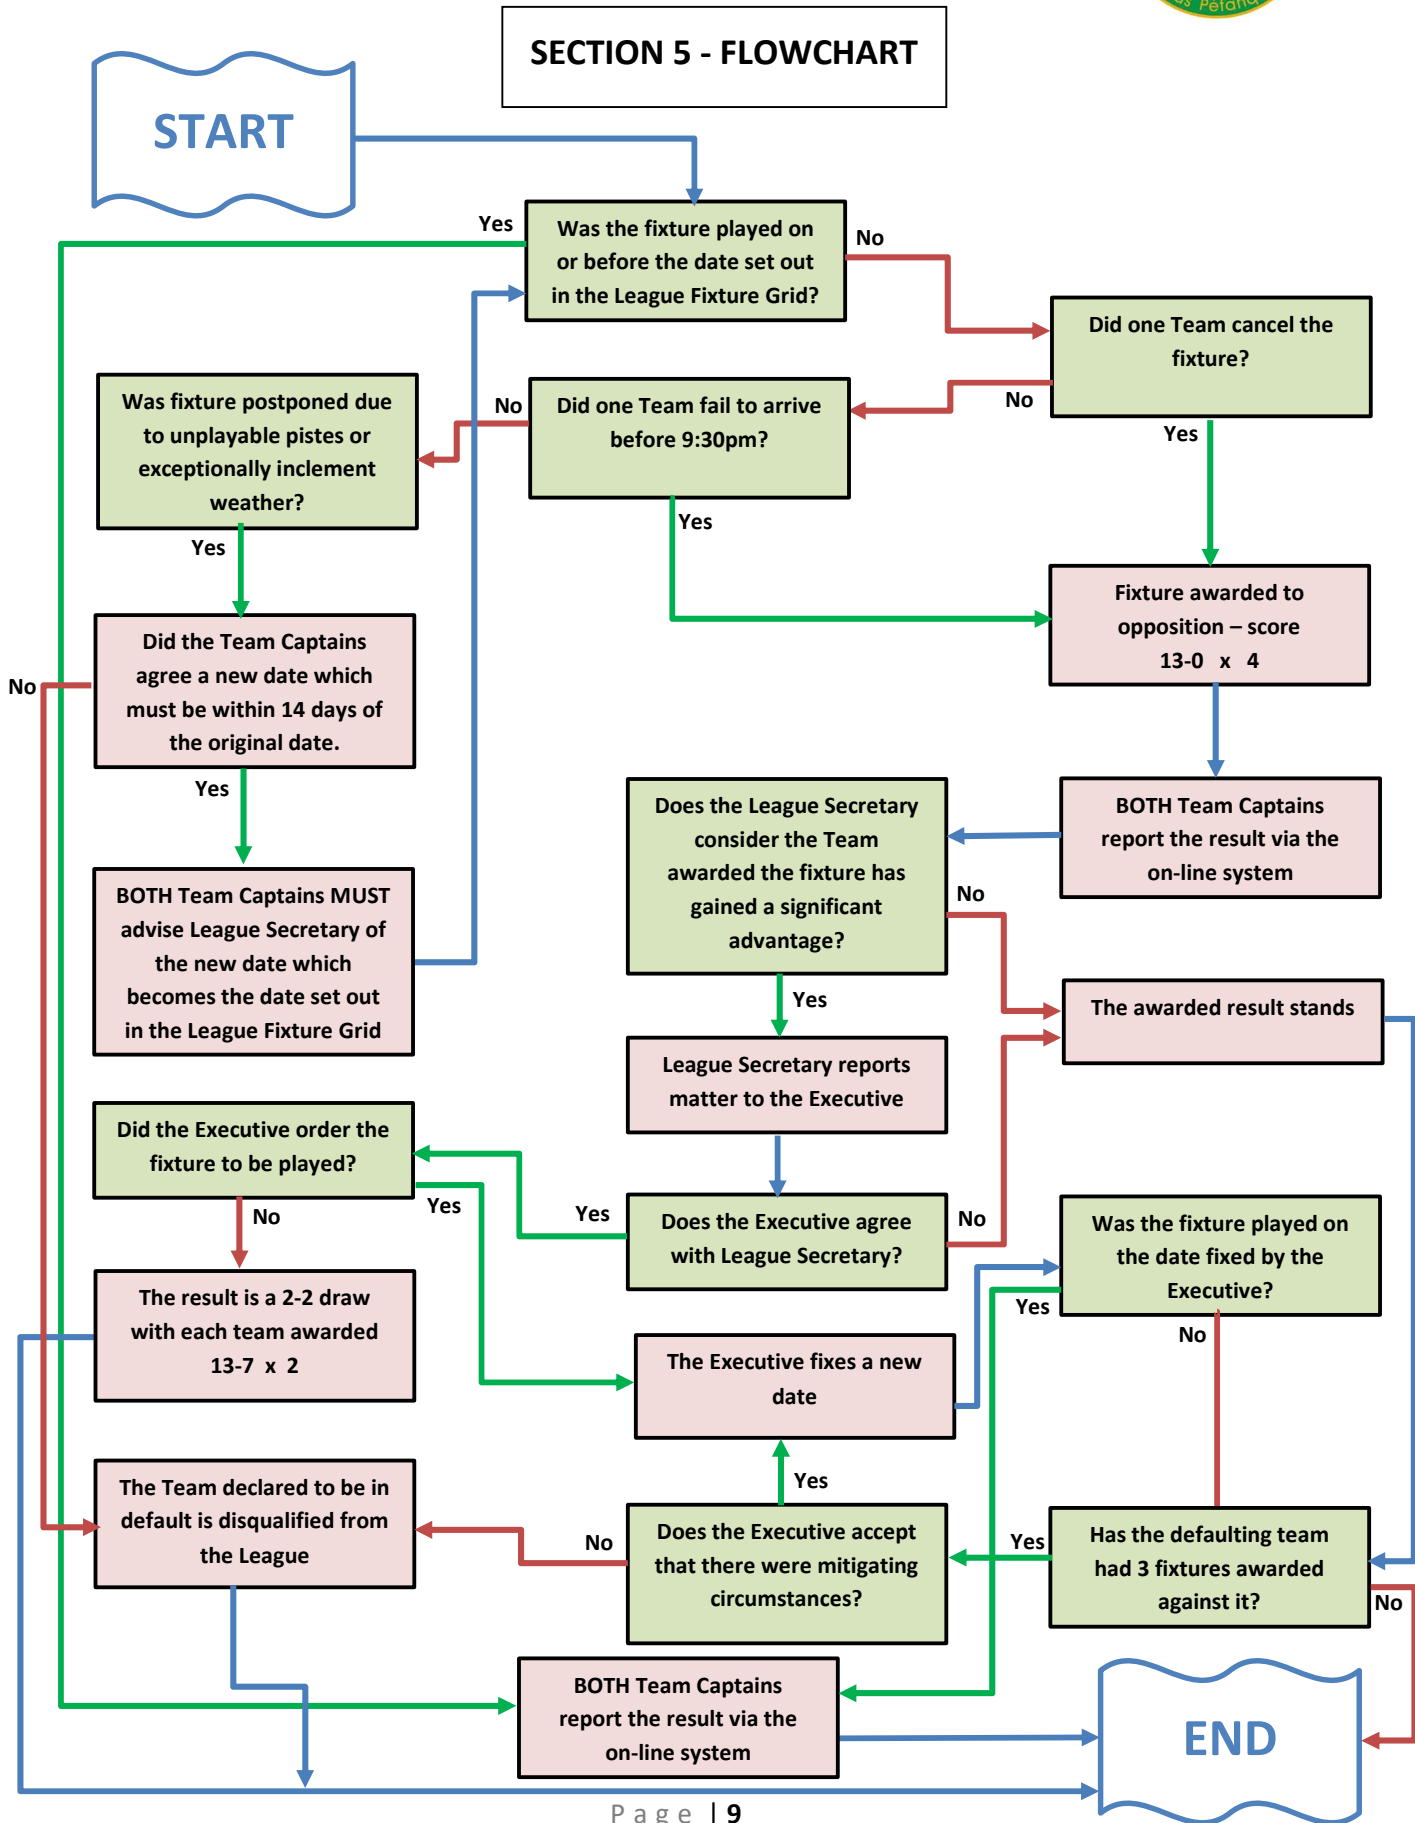 Pétanq
SECTION 5 - FLOWCHART
START
Yes
Was the fixture played on
or before the date set out
in the League Fixture Grid?
No
Did one Team cancel the
fixture?
No
Yes
Did one Team fail to arrive
before 9:30pm?
No
Yes
Was fixture postponed due
to unplayable pistes or
exceptionally inclement
weather?
Yes
Fixture awarded to
opposition – score
13-0 x 4
Did the Team Captains
agree a new date which
must be within 14 days of
the original date.
No
Yes
BOTH Team Captains
report the result via the
on-line system
Does the League Secretary
consider the Team
awarded the fixture has
gained a significant
advantage?
No
Yes
BOTH Team Captains MUST
advise League Secretary of
the new date which
becomes the date set out
in the League Fixture Grid
The awarded result stands
League Secretary reports
matter to the Executive
Did the Executive order the
fixture to be played?
No
Yes
Yes
Does the Executive agree
with League Secretary?
No
Was the fixture played on
the date fixed by the
Executive?
Yes
No
The result is a 2-2 draw
with each team awarded
13-7 x 2
The Executive fixes a new
date
Yes
The Team declared to be in
default is disqualified from
the League
No
Does the Executive accept
that there were mitigating
circumstances?
Yes
Has the defaulting team
had 3 fixtures awarded
against it?
No
BOTH Team Captains
report the result via the
on-line system
END
Page | 9